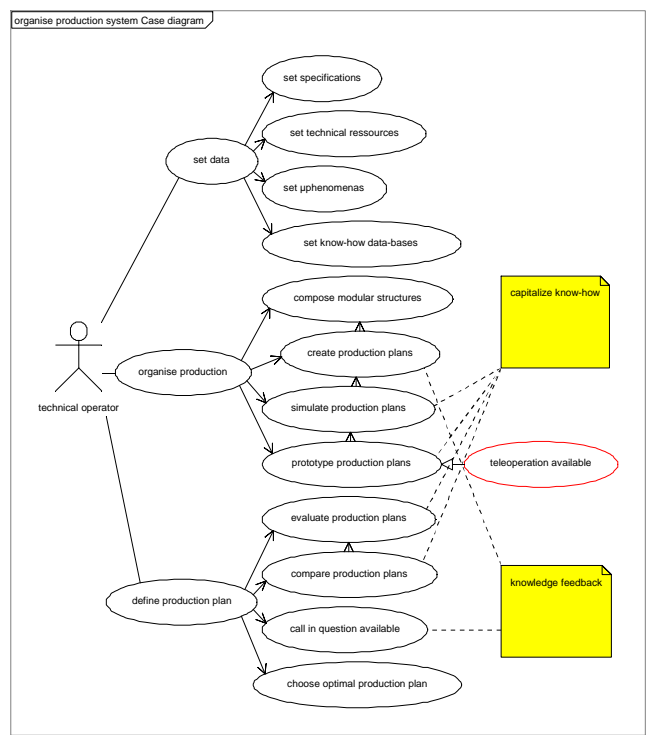 organise production system Case diagram
set specifications
set technical ressources
set data
set µphenomenas
set know-how data-bases
compose modular structures
capitalize know-how
create production plans
organise production
technical operator
simulate production plans
prototype production plans
teleoperation available
evaluate production plans
compare production plans
knowledge feedback
define production plan
call in question available
choose optimal production plan